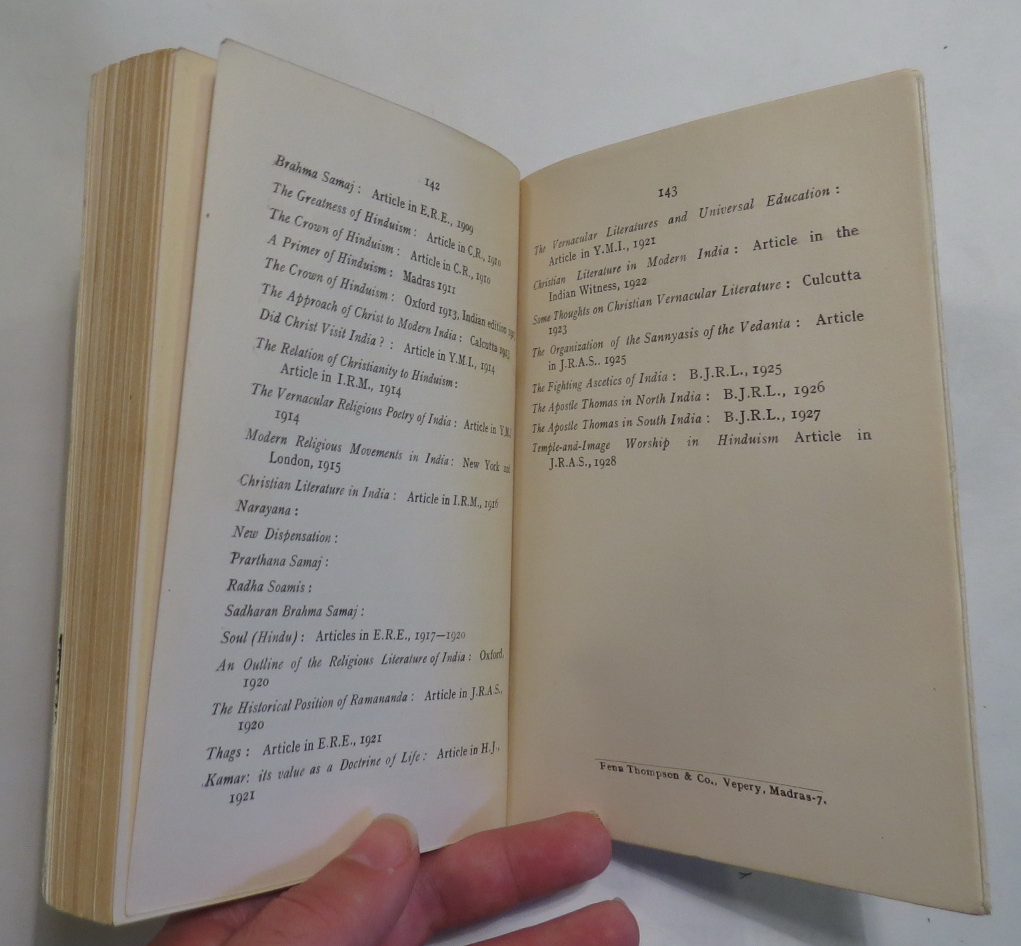 142
Brahma Samaj : Article in E.R.E., 1909
The Greatness of Hinduism : Article in C.R., 1910
The Crown of Hinduism : Article in C.R., 1910
A Primer of Hinduism : Madras 1911
The Crown of Hinduism : Oxford 1913, Indian edition
The Approach of Christ to Modern India : Calcutta 1913
Did Christ Visit India ? : Article in Y.M.I., 1914
The Relation of Christianity to Hinduism :
Article in I.R.M., 1914
The Vernacular Religious Poetry of India : Article in Y.M.
1914
Modern Religious Movements in India : New York and
London, 1915
Christian Literature in India : Article in I.R.M., 1916
Narayana :
New Dispensation :
Prarthana Samaj :
Radha Soamis :
Sadharan Brahma Samaj :
Soul (Hindu) : Articles in E.R.E., 1917—1920
An Outline of the Religious Literature of India : Oxford,
1920
The Historical Position of Ramananda : Article in J.R.A.S.,
1920
Thags : Article in E.R.E., 1921
Kamar: its value as a Doctrine of Life : Article in H.J.,
1921
143
The Vernacular Literatures and Universal Education :
Article in Y.M.I., 1921
Christian Literature in Modern India : Article in the
Indian Witness, 1922
Some Thoughts on Christian Vernacular Literature : Culcutta
1923
The Organization of the Sannyasis of the Vedanta : Article
in J.R.A.S.. 1925
The Fighting Ascetics of India : B.J.R.L., 1925
The Apostle Thomas in North India : B.J.R.L., 1926
The Apostle Thomas in South India : B.J.R.L., 1927
Temple-and-Image Worship in Hinduism Article in
J.R.A.S., 1928
Fenn Thompson & Co., Vepery, Madras-7.